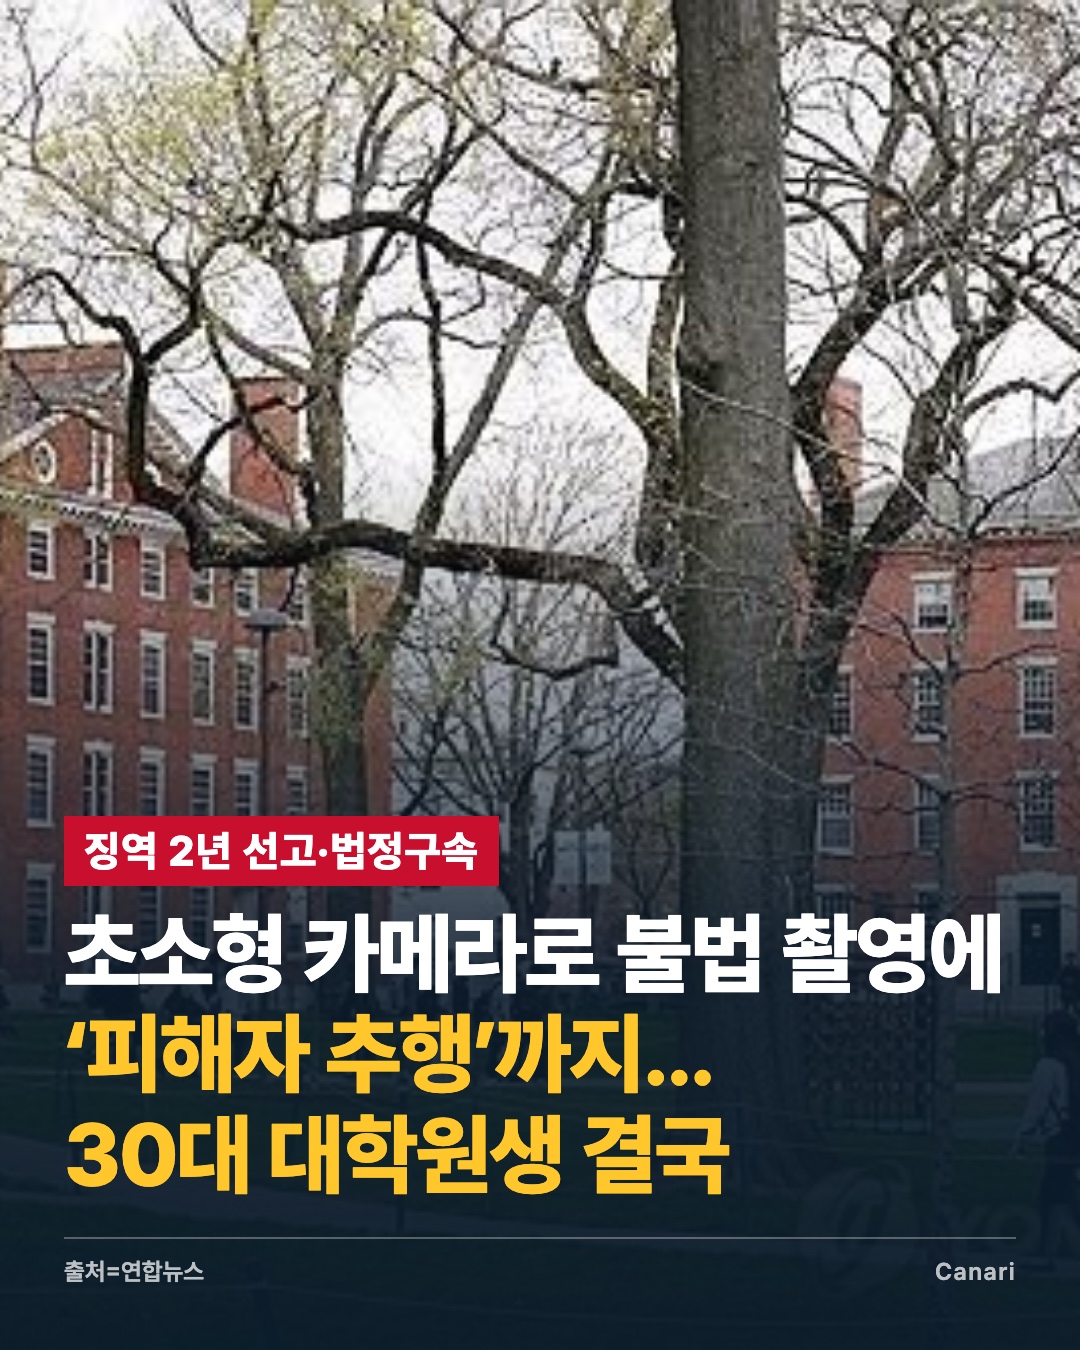 징역 2년 선고·법정구속
초소형 카메라로 불법 촬영에
‘피해자 추행’까지...
30대 대학원생 결국
출처=연합뉴스
Canari